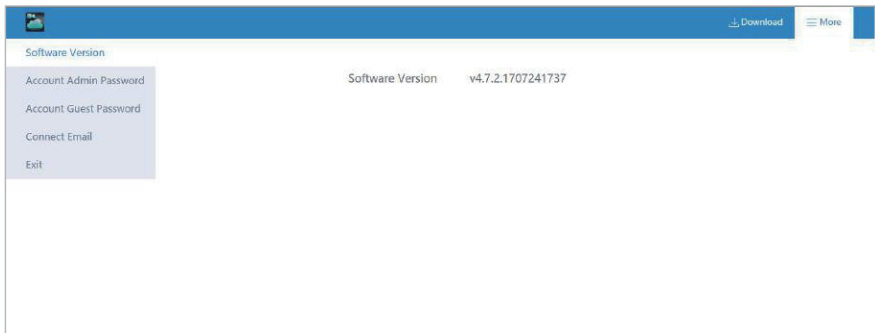 Download
More
Software Version
Account Admin Password
Account Guest Password
Connect Email
Exit
Software Version v4.7.2.1707241737